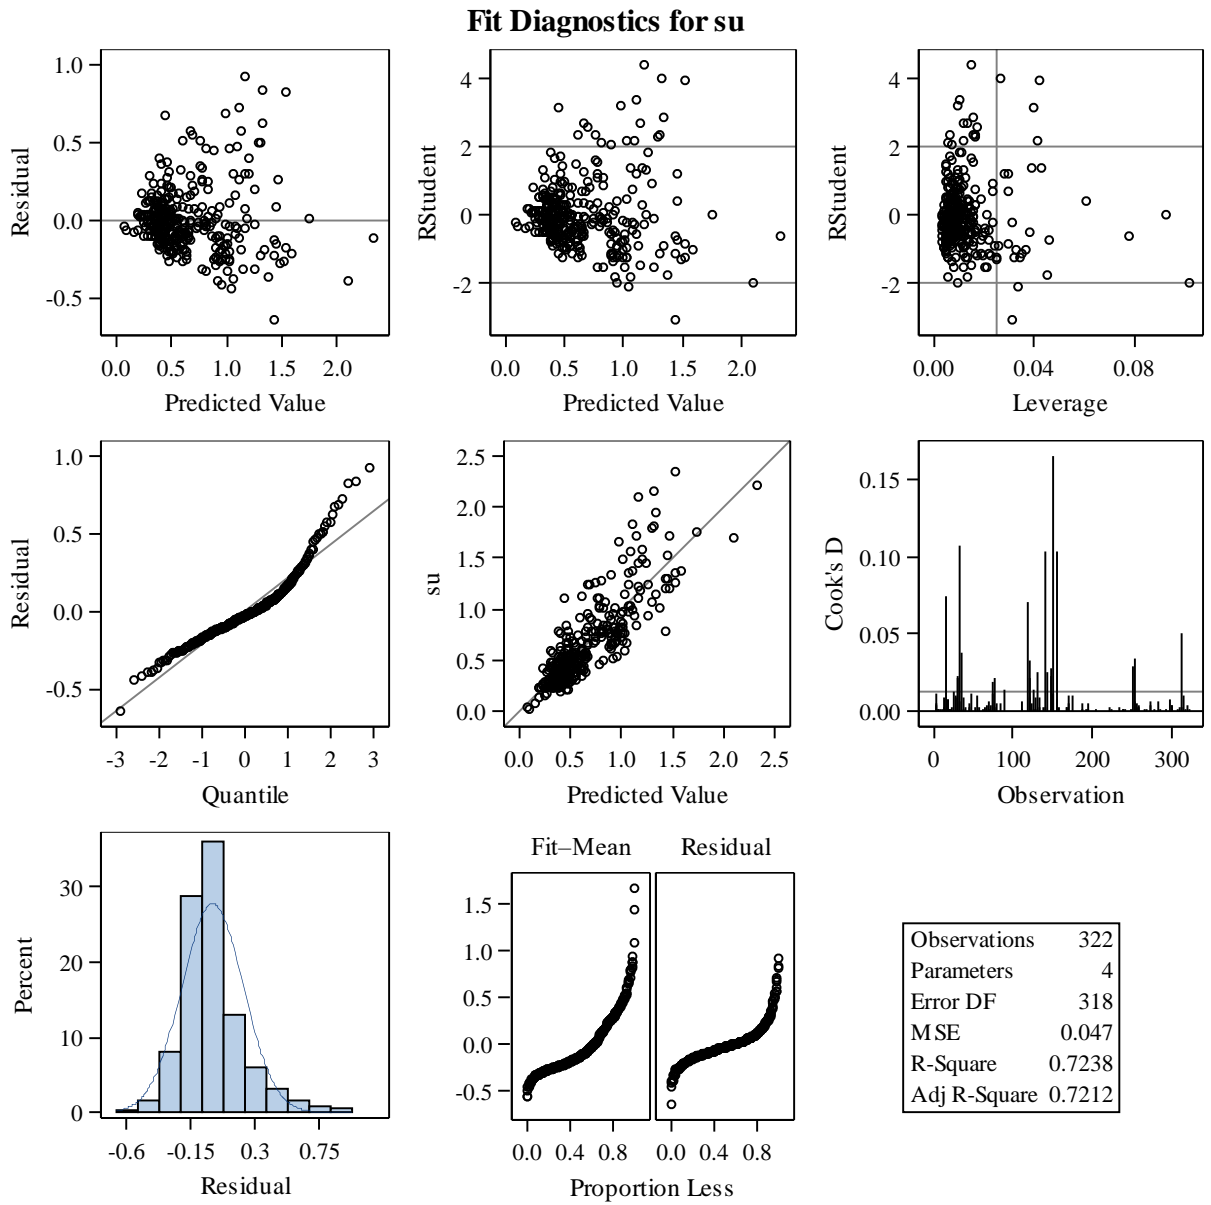 Fit Diagnostics for su
1.0
0.5
0.0
-0.5
Residual
0.0 0.5 1.0 1.5 2.0
Predicted Value
4
2
0
-2
RStudent
0.0 0.5 1.0 1.5 2.0
Predicted Value
4
2
0
-2
RStudent
0.00 0.04 0.08
Leverage
1.0
0.5
0.0
-0.5
Residual
-3 -2 -1 0 1 2 3
Quantile
2.5
2.0
1.5
1.0
0.5
0.0
su
0.0 0.5 1.0 1.5 2.0 2.5
Predicted Value
0.15
0.10
0.05
0.00
Cook's D
0 100 200 300
Observation
30
20
10
0
Percent
-0.6 -0.15 0.3 0.75
Residual
Fit–Mean Residual
1.5
1.0
0.5
0.0
-0.5
0.0 0.4 0.8 0.0 0.4 0.8
Proportion Less
Observations 322
Parameters 4
Error DF 318
MSE 0.047
R-Square 0.7238
Adj R-Square 0.7212